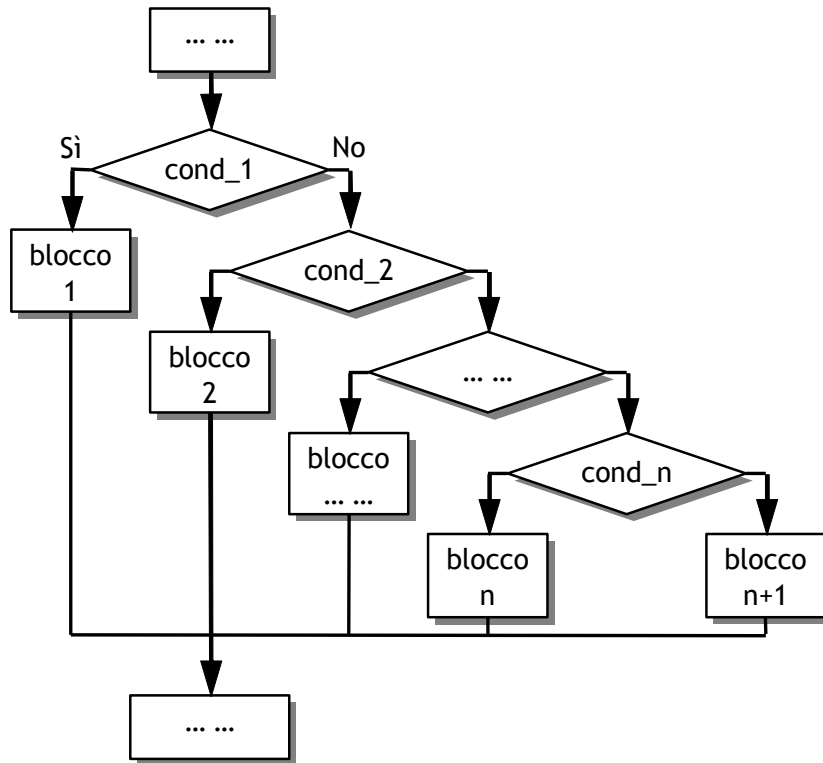 ... ...
Sì
No
cond_1
blocco
1
cond_2
blocco
2
... ...
blocco
... ...
cond_n
blocco
n
blocco
n+1
... ...